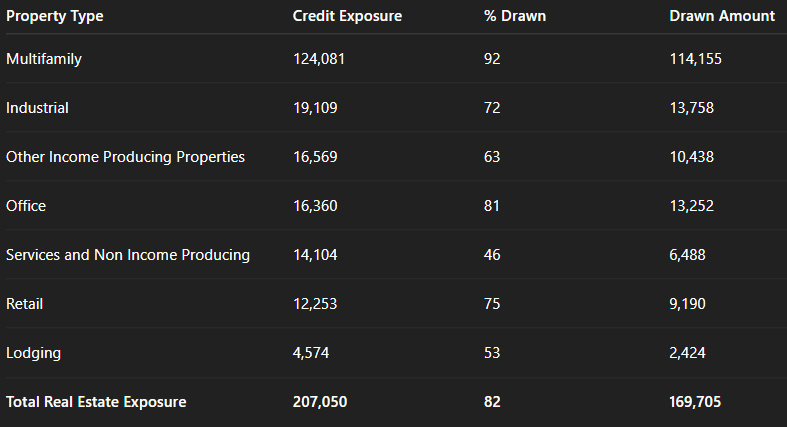 Property Type Credit Exposure % Drawn Drawn Amount
Multifamily 124,081 92 114,155
Industrial 19,109 72 13,758
Other Income Producing Properties 16,569 63 10,438
Office 16,360 81 13,252
Services and Non Income Producing 14,104 46 6,488
Retail 12,253 75 9,190
Lodging 4,574 53 2,424
Total Real Estate Exposure 207,050 82 169,705